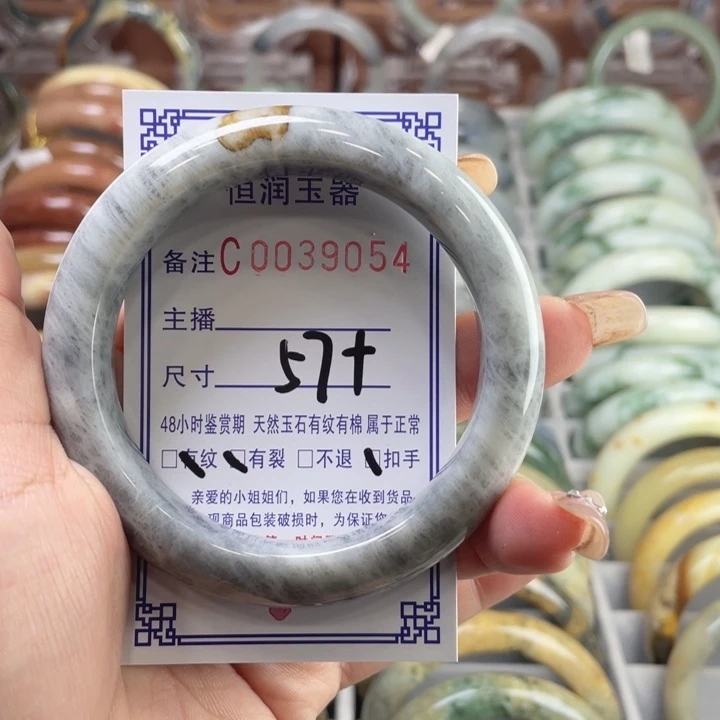 恒润玉器
备注C0039054
主播
尺寸 57+
48小时鉴赏期 天然玉石有纹有棉 属于正常
□有纹 □有裂 □不退 □扣手
亲爱的小姐姐们，如果您在收到货品
现商品包装破损时，为保证您